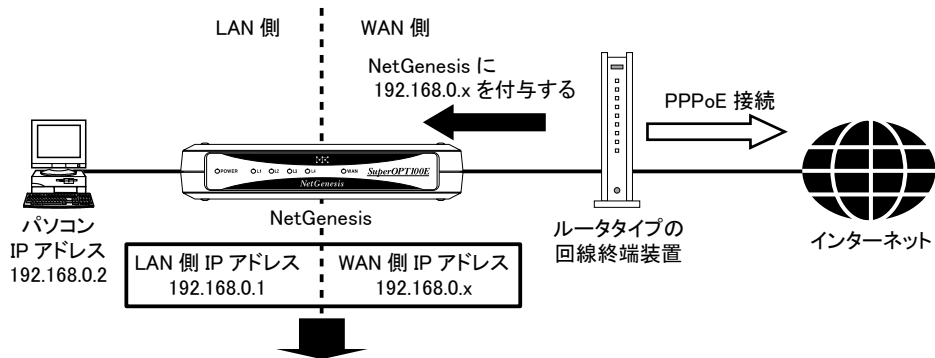 LAN 側
WAN 側
NetGenesis に
192.168.0.x を付与する
PPPoE 接続
POWER L1 L2 L3 L4 WAN SuperOPT100E
NetGenesis
NetGenesis
パソコン
IP アドレス
192.168.0.2
LAN 側 IP アドレス
192.168.0.1
WAN 側 IP アドレス
192.168.0.x
ルータタイプの
回線終端装置
インターネット